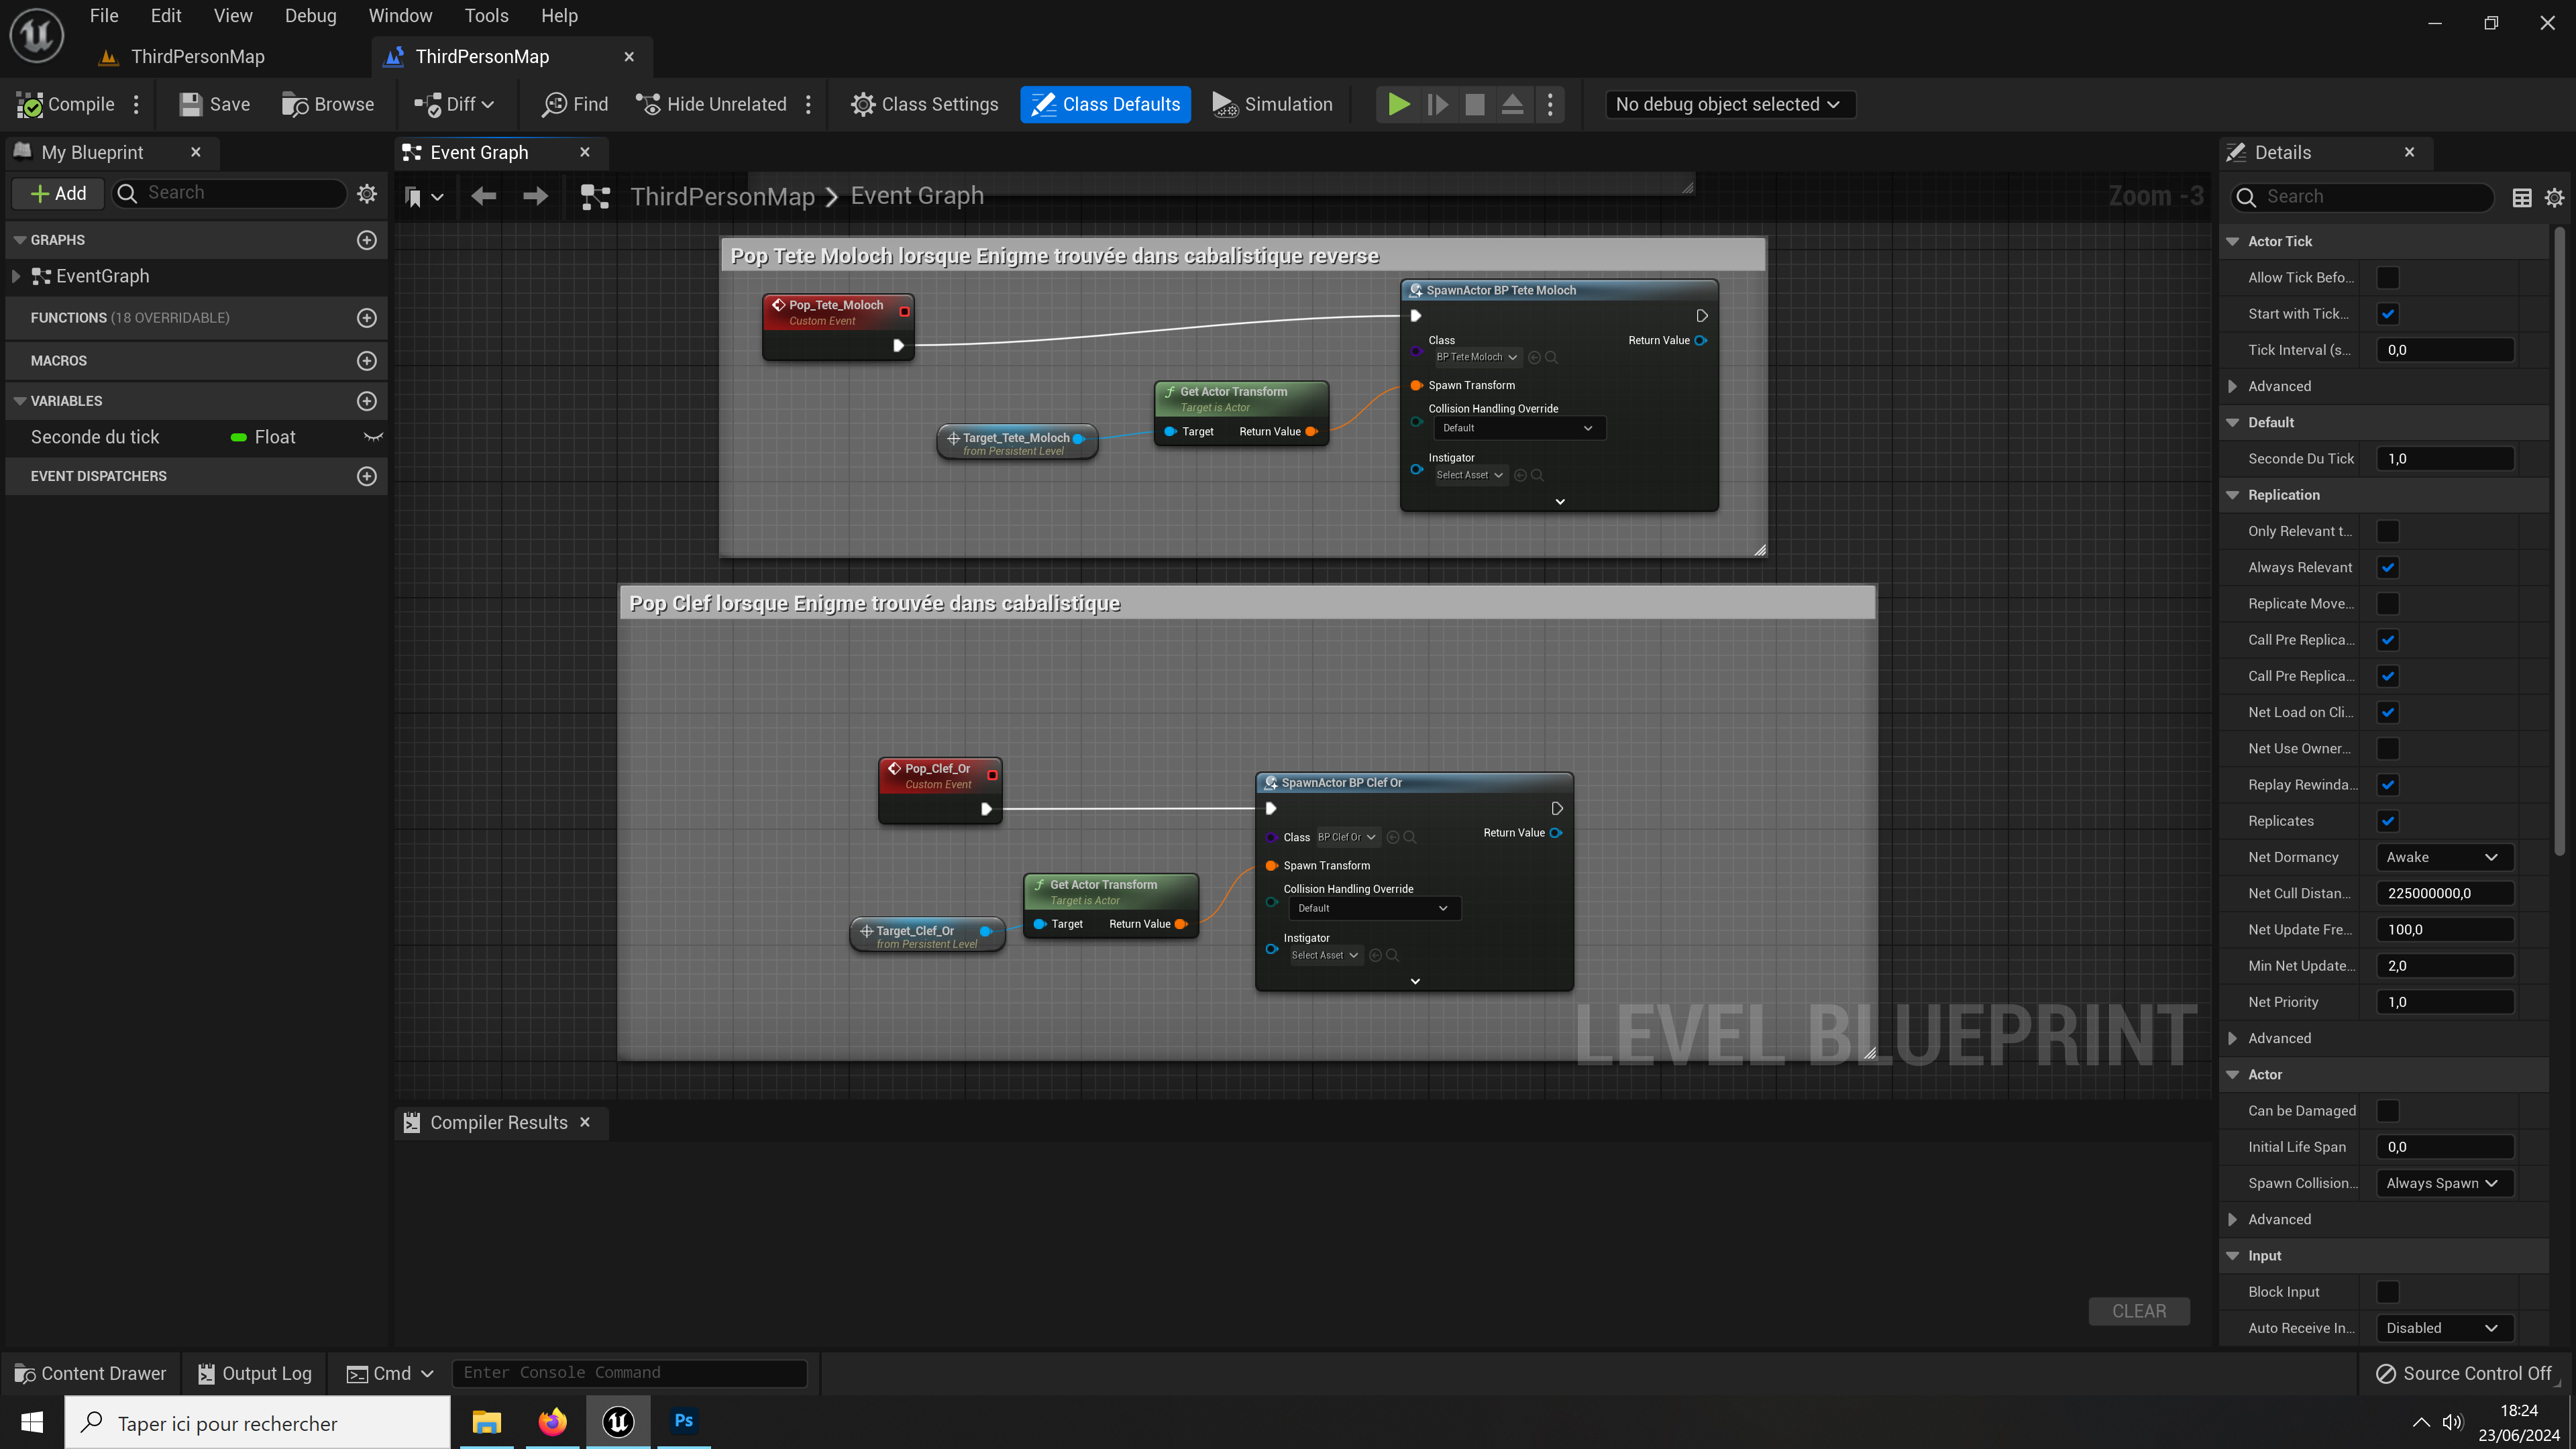 File Edit View Debug Window Tools Help
ThirdPersonMap
ThirdPersonMap
Compile
Save
Browse
Diff
Find
Hide Unrelated
Class Settings
Class Defaults
Simulation
No debug object selected
My Blueprint
Add
Search
GRAPHS
EventGraph
FUNCTIONS (18 OVERRIDABLE)
MACROS
VARIABLES
Seconde du tick Float
EVENT DISPATCHERS
Event Graph
ThirdPersonMap > Event Graph
Zoom -3
Pop Tete Moloch lorsque Enigme trouvée dans cabalistique reverse
Pop_Tete_Moloch
Custom Event
Target_Tete_Moloch
from Persistent Level
Get Actor Transform
Target is Actor
Target Return Value
SpawnActor BP Tete Moloch
Class Return Value
BP Tete Moloch
Spawn Transform
Collision Handling Override
Default
Instigator
Select Asset
Pop Clef lorsque Enigme trouvée dans cabalistique
Pop_Clef_Or
Custom Event
Target_Clef_Or
from Persistent Level
Get Actor Transform
Target is Actor
Target Return Value
SpawnActor BP Clef Or
Class BP Clef Or Return Value
Spawn Transform
Collision Handling Override
Default
Instigator
Select Asset
LEVEL BLUEPRINT
Compiler Results
CLEAR
Details
Search
Actor Tick
Allow Tick Befo...
Start with Tick...
Tick Interval (s... 0,0
Advanced
Default
Seconde Du Tick 1,0
Replication
Only Relevant t...
Always Relevant
Replicate Move...
Call Pre Replica...
Call Pre Replica...
Net Load on Cli...
Net Use Owner...
Replay Rewinda...
Replicates
Net Dormancy Awake
Net Cull Distan... 225000000,0
Net Update Fre... 100,0
Min Net Update... 2,0
Net Priority 1,0
Advanced
Actor
Can be Damaged
Initial Life Span 0,0
Spawn Collision... Always Spawn
Advanced
Input
Block Input
Auto Receive In... Disabled
Content Drawer
Output Log
Cmd
Enter Console Command
Source Control Off
Taper ici pour rechercher
Ps
18:24
23/06/2024